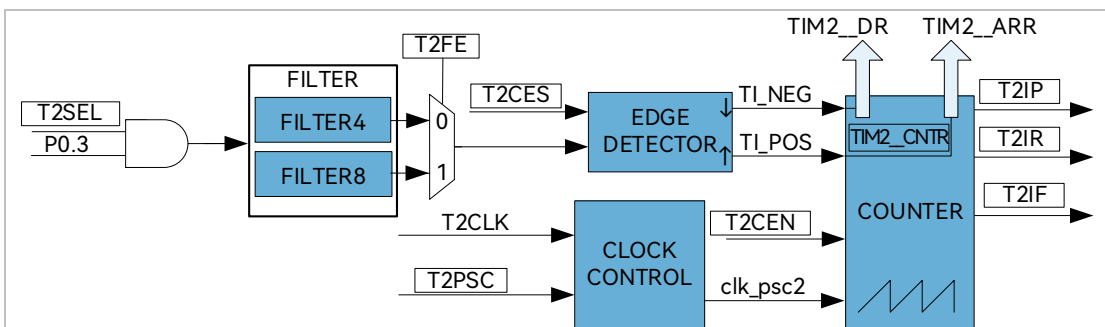 TIM2__DR TIM2__ARR
T2FE
FILTER
T2CES
TI_NEG
T2IP
T2SEL
FILTER4
0
EDGE
DETECTOR
↓
↑
P0.3
TIM2__CNTR
T2IR
TI_POS
FILTER8
1
T2IF
T2CLK
T2CEN
COUNTER
CLOCK
CONTROL
T2PSC
clk_psc2